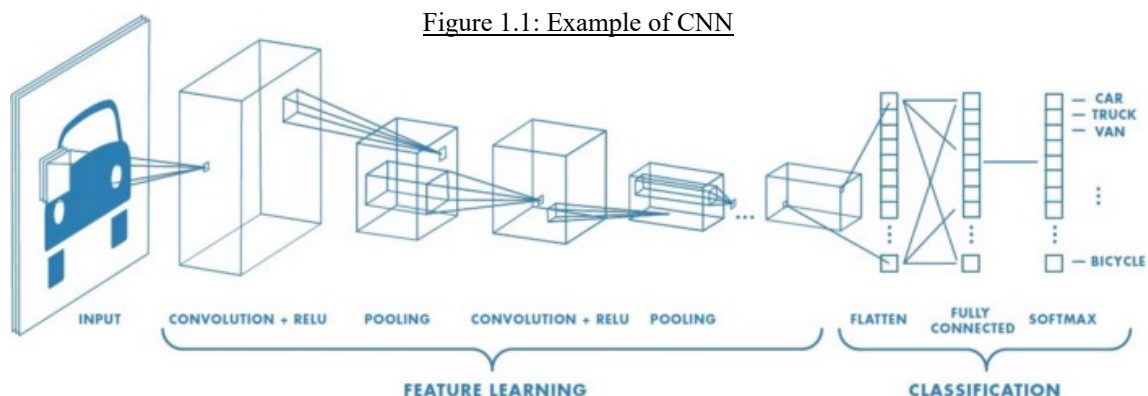 Figure 1.1: Example of CNN
CAR
TRUCK
VAN
BICYCLE
INPUT
CONVOLUTION + RELU
POOLING
CONVOLUTION + RELU
POOLING
...
FLATTEN
FULLY
CONNECTED
SOFTMAX
FEATURE LEARNING
CLASSIFICATION